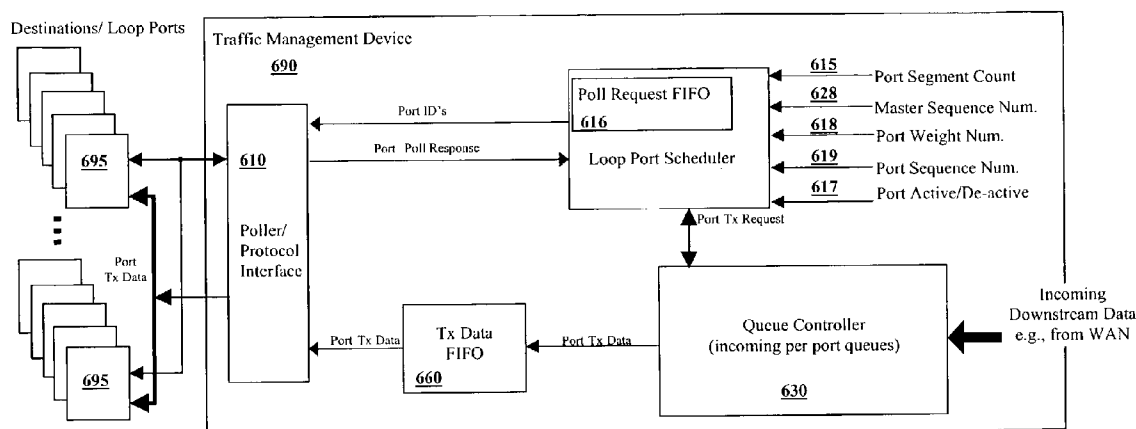 Destinations/ Loop Ports
Traffic Management Device
690
615
Port Segment Count
Poll Request FIFO
616
628
Master Sequence Num.
Port ID's
618
Port Weight Num.
695
610
Port Poll Response
Loop Port Scheduler
619
Port Sequence Num.
617
Port Active/De-active
Port Tx Request
Poller/
Protocol
Interface
Port
Tx Data
Incoming
Downstream Data
e.g., from WAN
Port Tx Data
Tx Data
FIFO
660
Port Tx Data
Queue Controller
(incoming per port queues)
630
695